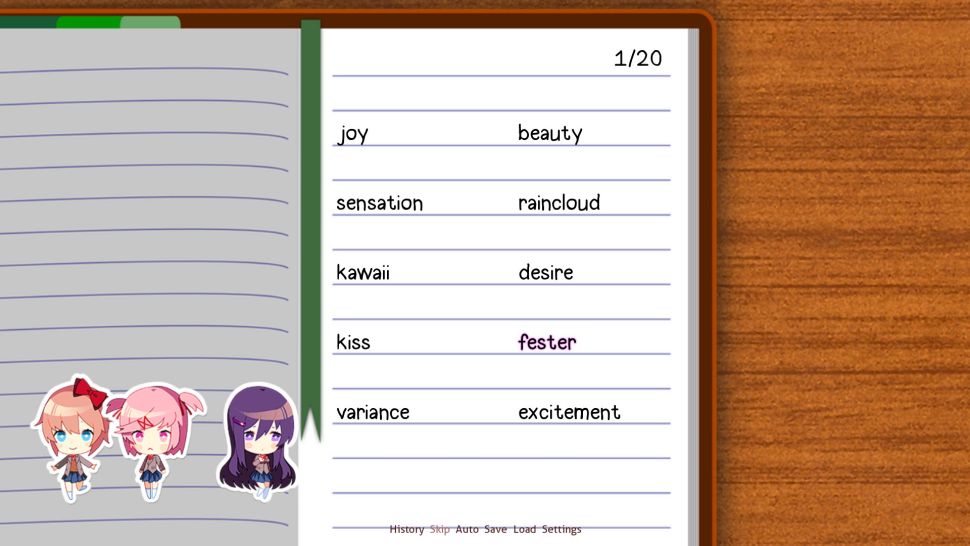 1/20
joy beauty
sensation raincloud
kawaii desire
kiss fester
variance excitement
History Skip Auto Save Load Settings